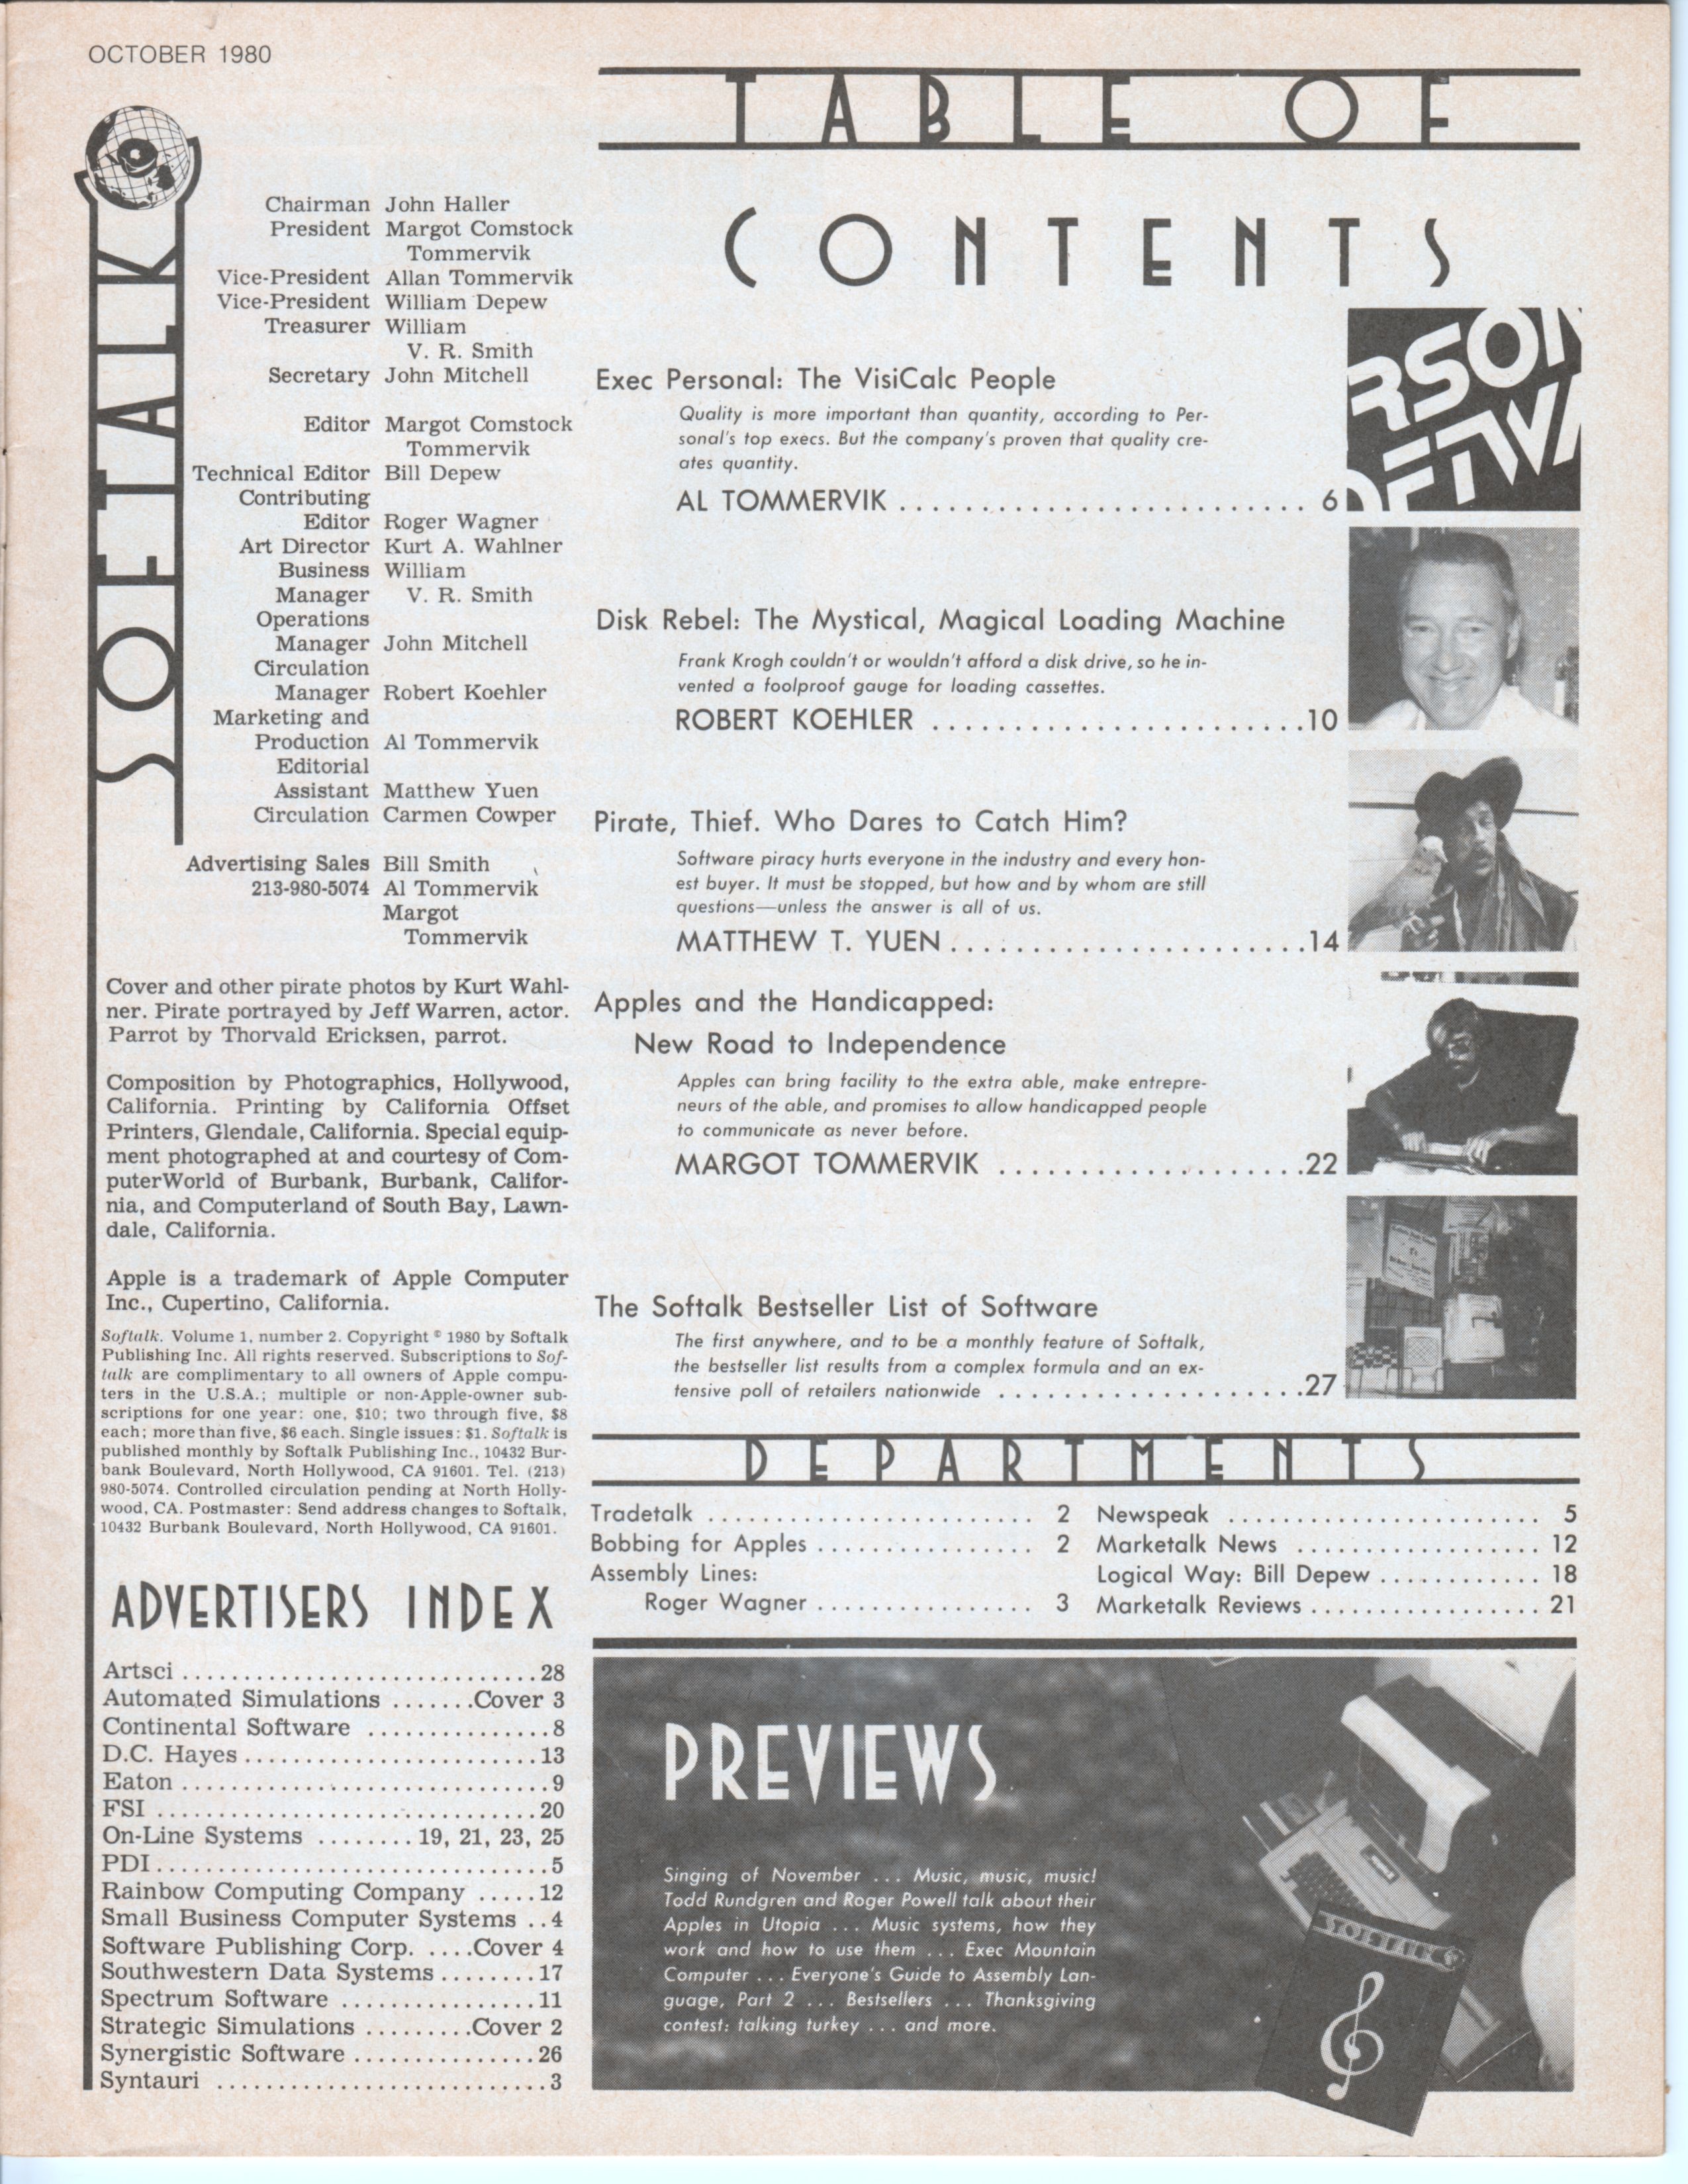 OCTOBER 1980
SOFTALK
Chairman John Haller
President Margot Comstock
Tommervik
Vice-President Allan Tommervik
Vice-President William Depew
Treasurer William
V. R. Smith
Secretary John Mitchell
Editor Margot Comstock
Tommervik
Technical Editor Bill Depew
Contributing
Editor Roger Wagner
Art Director Kurt A. Wahlner
Business William
Manager V. R. Smith
Operations
Manager John Mitchell
Circulation
Manager Robert Koehler
Marketing and
Production Al Tommervik
Editorial
Assistant Matthew Yuen
Circulation Carmen Cowper
Advertising Sales Bill Smith
213-980-5074 Al Tommervik
Margot
Tommervik
Cover and other pirate photos by Kurt Wahl-
ner. Pirate portrayed by Jeff Warren, actor.
Parrot by Thorvald Ericksen, parrot.
Composition by Photographics, Hollywood,
California. Printing by California Offset
Printers, Glendale, California. Special equip-
ment photographed at and courtesy of Com-
puterWorld of Burbank, Burbank, Califor-
nia, and Computerland of South Bay, Lawn-
dale, California.
Apple is a trademark of Apple Computer
Inc., Cupertino, California.
Softalk. Volume 1, number 2. Copyright © 1980 by Softalk
Publishing Inc. All rights reserved. Subscriptions to Sof-
talk are complimentary to all owners of Apple compu-
ters in the U.S.A.; multiple or non-Apple-owner sub-
scriptions for one year: one, $10; two through five, $8
each; more than five, $6 each. Single issues: $1. Softalk is
published monthly by Softalk Publishing Inc., 10432 Bur-
bank Boulevard, North Hollywood, CA 91601. Tel. (213)
980-5074. Controlled circulation pending at North Holly-
wood, CA. Postmaster: Send address changes to Softalk,
10432 Burbank Boulevard, North Hollywood, CA 91601.
ADVERTISERS INDEX
Artsci ............................ 28
Automated Simulations ....... Cover 3
Continental Software ............... 8
D.C. Hayes ........................ 13
Eaton ............................. 9
FSI ............................... 20
On-Line Systems ........ 19, 21, 23, 25
PDI ............................... 5
Rainbow Computing Company ..... 12
Small Business Computer Systems .. 4
Software Publishing Corp. .... Cover 4
Southwestern Data Systems ........ 17
Spectrum Software ................ 11
Strategic Simulations ......... Cover 2
Synergistic Software ............... 26
Syntauri ........................... 3
TABLE OF
CONTENTS
Exec Personal: The VisiCalc People
Quality is more important than quantity, according to Per-
sonal's top execs. But the company's proven that quality cre-
ates quantity.
AL TOMMERVIK ......................... 6
RSON
OFTWA
Disk Rebel: The Mystical, Magical Loading Machine
Frank Krogh couldn't or wouldn't afford a disk drive, so he in-
vented a foolproof gauge for loading cassettes.
ROBERT KOEHLER ....................... 10
Pirate, Thief. Who Dares to Catch Him?
Software piracy hurts everyone in the industry and every hon-
est buyer. It must be stopped, but how and by whom are still
questions—unless the answer is all of us.
MATTHEW T. YUEN ...................... 14
Apples and the Handicapped:
New Road to Independence
Apples can bring facility to the extra able, make entrepre-
neurs of the able, and promises to allow handicapped people
to communicate as never before.
MARGOT TOMMERVIK ................... 22
The Softalk Bestseller List of Software
The first anywhere, and to be a monthly feature of Softalk,
the bestseller list results from a complex formula and an ex-
tensive poll of retailers nationwide ................... 27
DEPARTMENTS
Tradetalk ........................ 2
Bobbing for Apples ................ 2
Assembly Lines:
Roger Wagner ................ 3
Newspeak ....................... 5
Marketalk News .................. 12
Logical Way: Bill Depew ............ 18
Marketalk Reviews ................. 21
PREVIEWS
Singing of November ... Music, music, music!
Todd Rundgren and Roger Powell talk about their
Apples in Utopia ... Music systems, how they
work and how to use them ... Exec Mountain
Computer ... Everyone's Guide to Assembly Lan-
guage, Part 2 ... Bestsellers ... Thanksgiving
contest: talking turkey ... and more.
SOFTALK